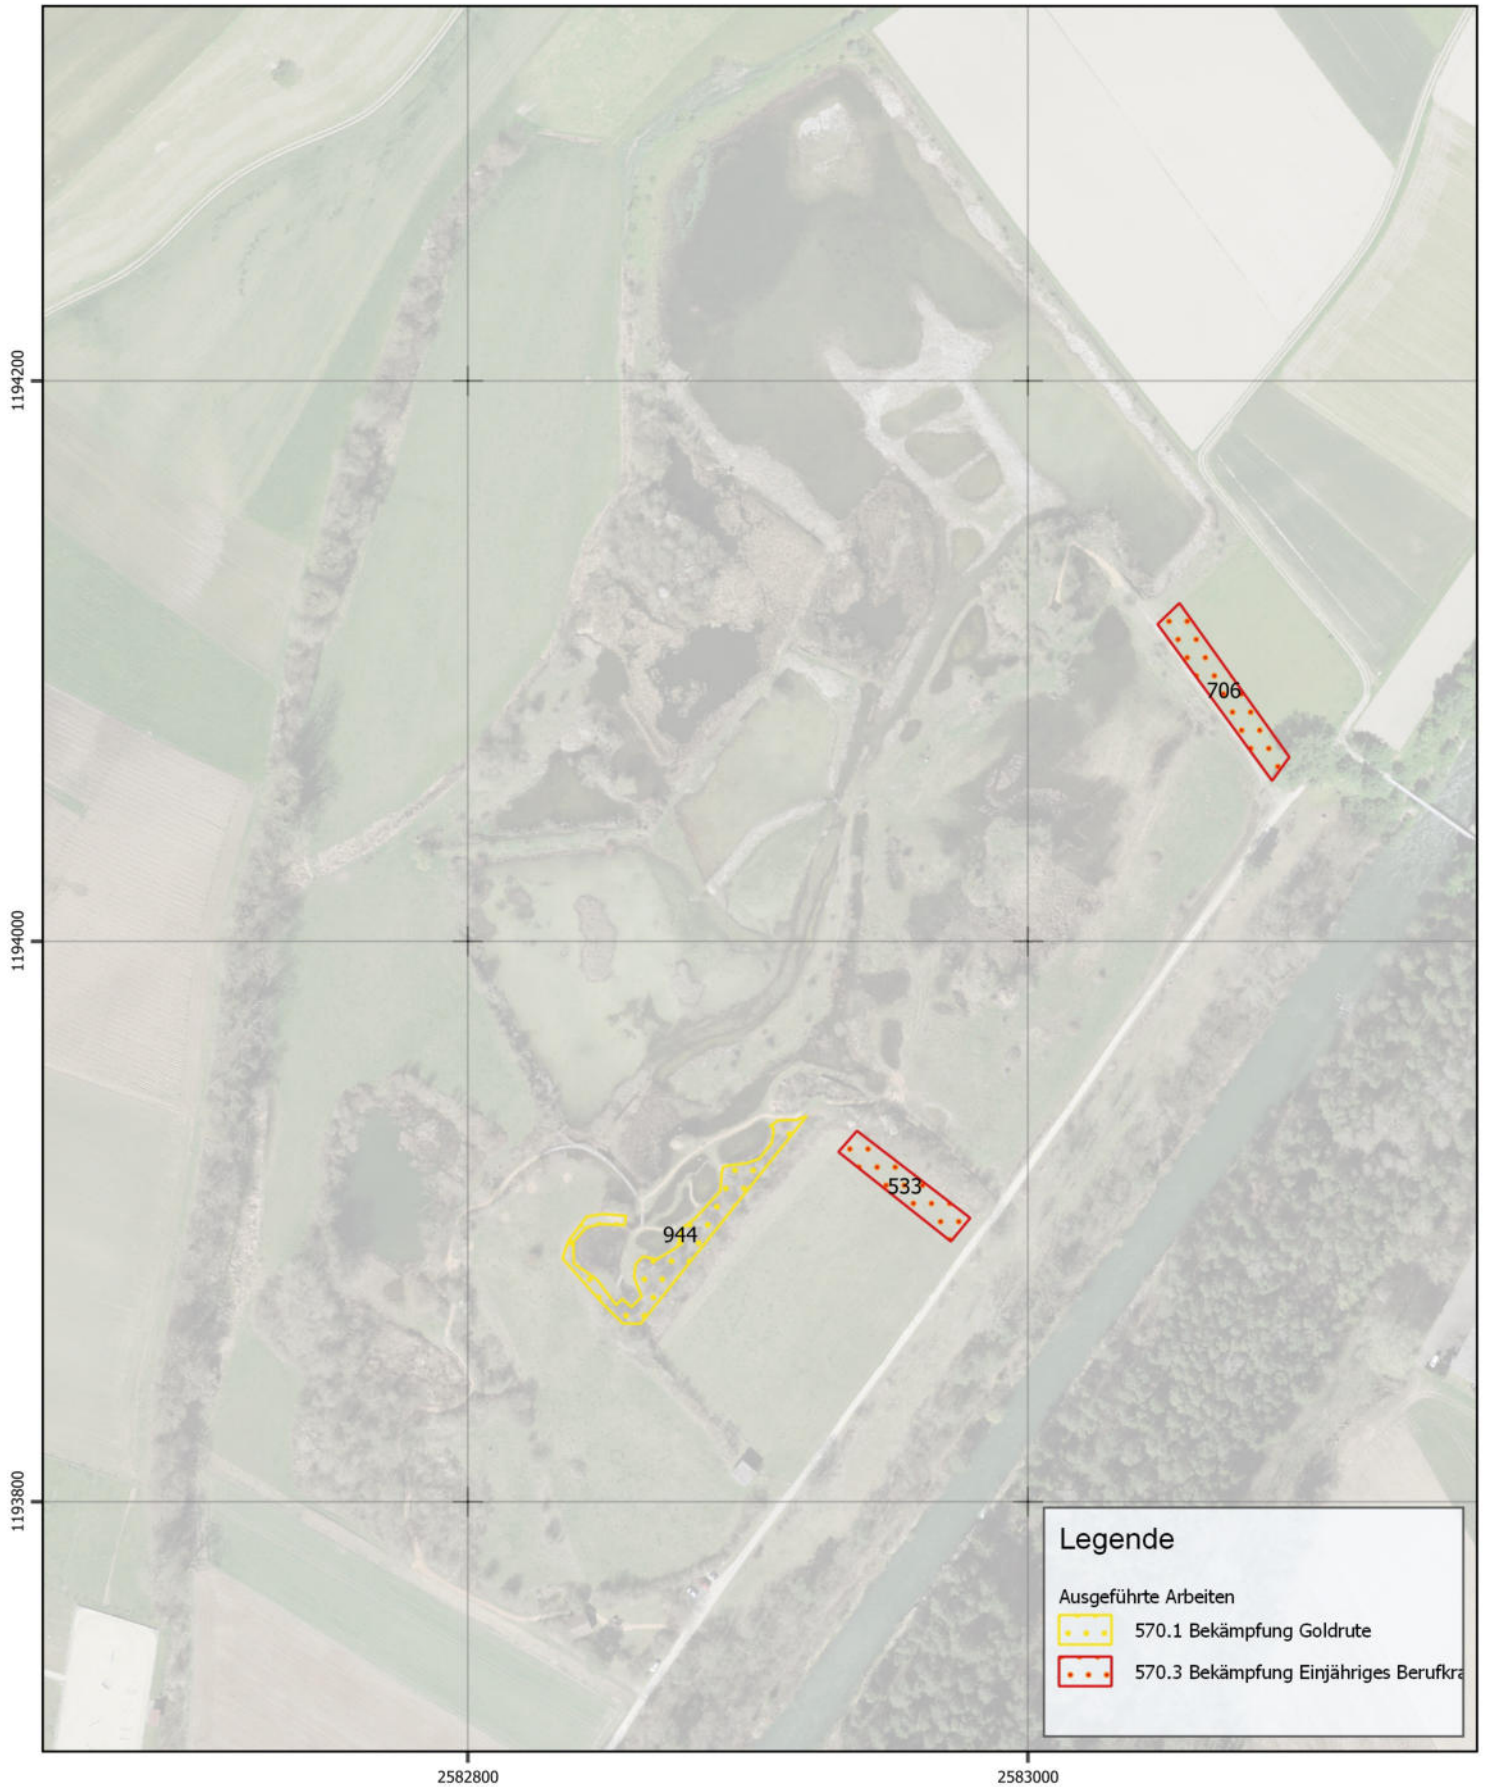 1194200
706
1194000
533
944
1193800
Legende
Ausgeführte Arbeiten
570.1 Bekämpfung Goldrute
570.3 Bekämpfung Einjähriges Berufkra
2582800
2583000